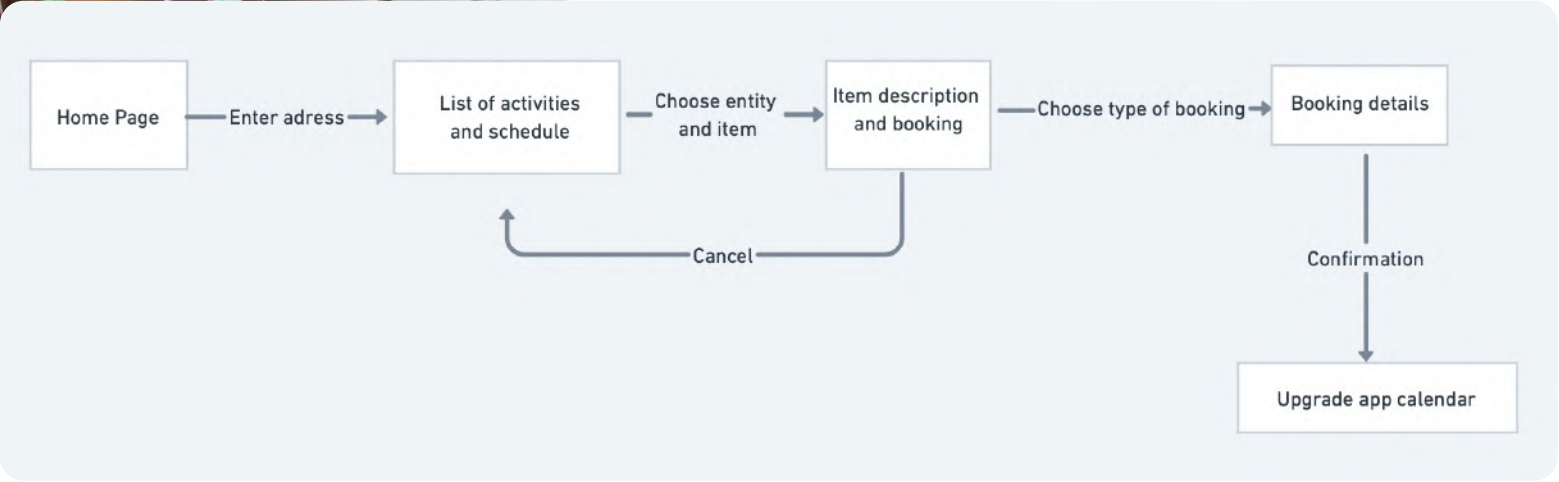 Home Page
Enter adress
List of activities
and schedule
Choose entity
and item
Item description
and booking
Choose type of booking
Booking details
Cancel
Confirmation
Upgrade app calendar